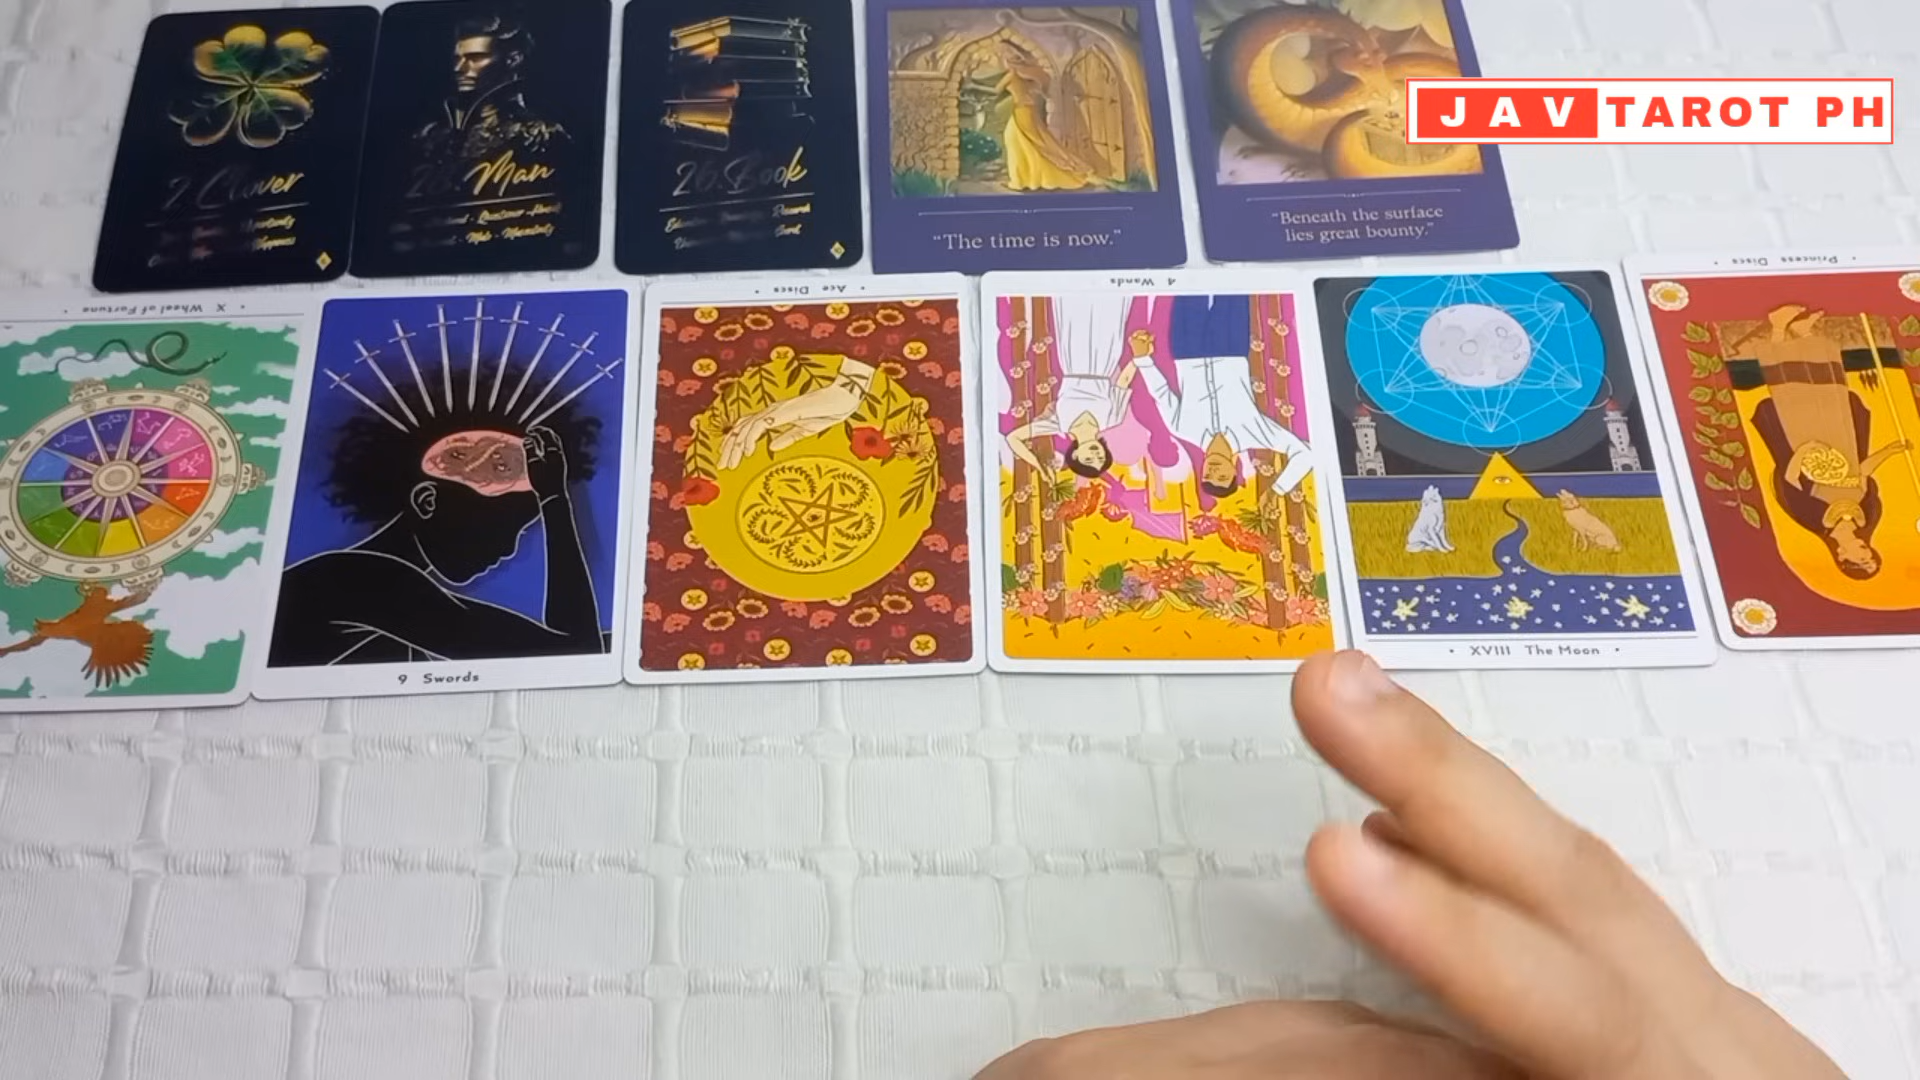 2. Clover
28. Man
26. Book
"The time is now."
"Beneath the surface
lies great bounty."
JAV TAROT PH
X Wheel of Fortune
9 Swords
Ace Discs
4 Wands
XVIII The Moon
Princess Discs